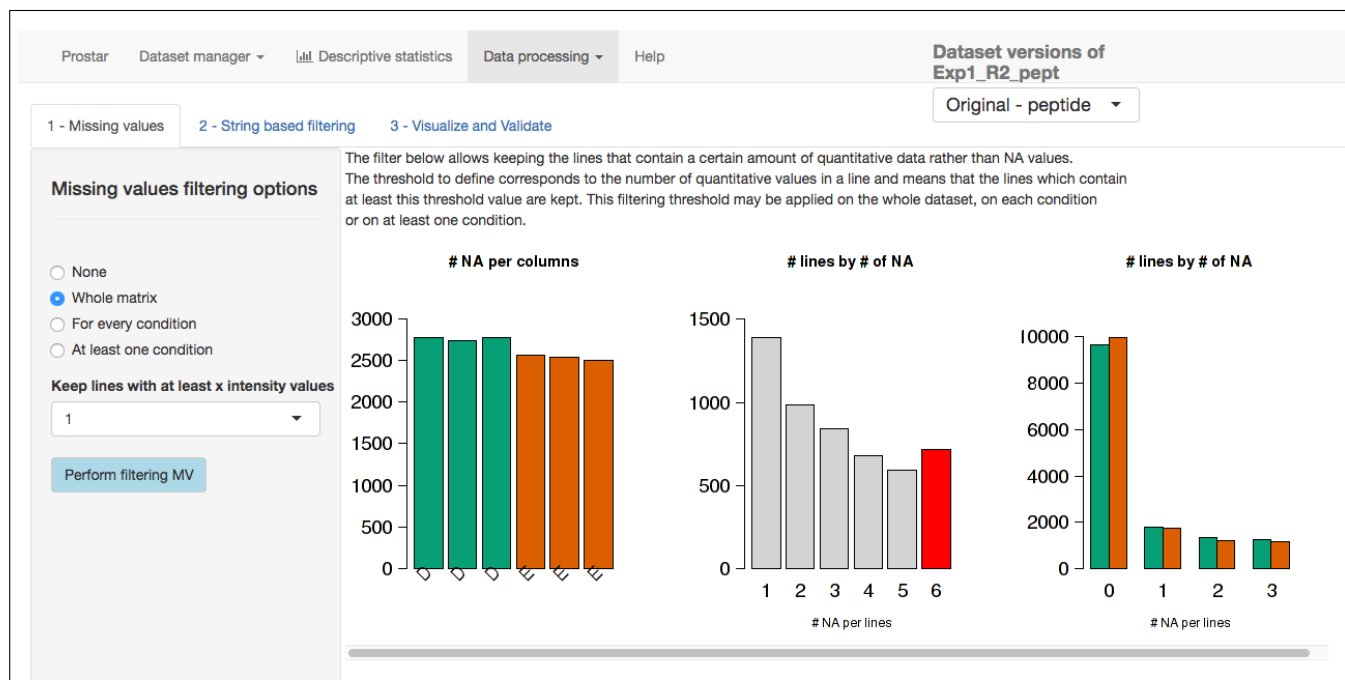 Prostar Dataset manager Descriptive statistics Data processing Help
Dataset versions of
Exp1_R2_pept
Original - peptide
1 - Missing values 2 - String based filtering 3 - Visualize and Validate
Missing values filtering options
None
Whole matrix
For every condition
At least one condition
Keep lines with at least x intensity values
1
Perform filtering MV
The filter below allows keeping the lines that contain a certain amount of quantitative data rather than NA values.
The threshold to define corresponds to the number of quantitative values in a line and means that the lines which contain
at least this threshold value are kept. This filtering threshold may be applied on the whole dataset, on each condition
or on at least one condition.
# NA per columns
3000
2500
2000
1500
1000
500
0
D D D E E E
# lines by # of NA
1500
1000
500
0
1 2 3 4 5 6
# NA per lines
# lines by # of NA
10000
8000
6000
4000
2000
0
0 1 2 3
# NA per lines